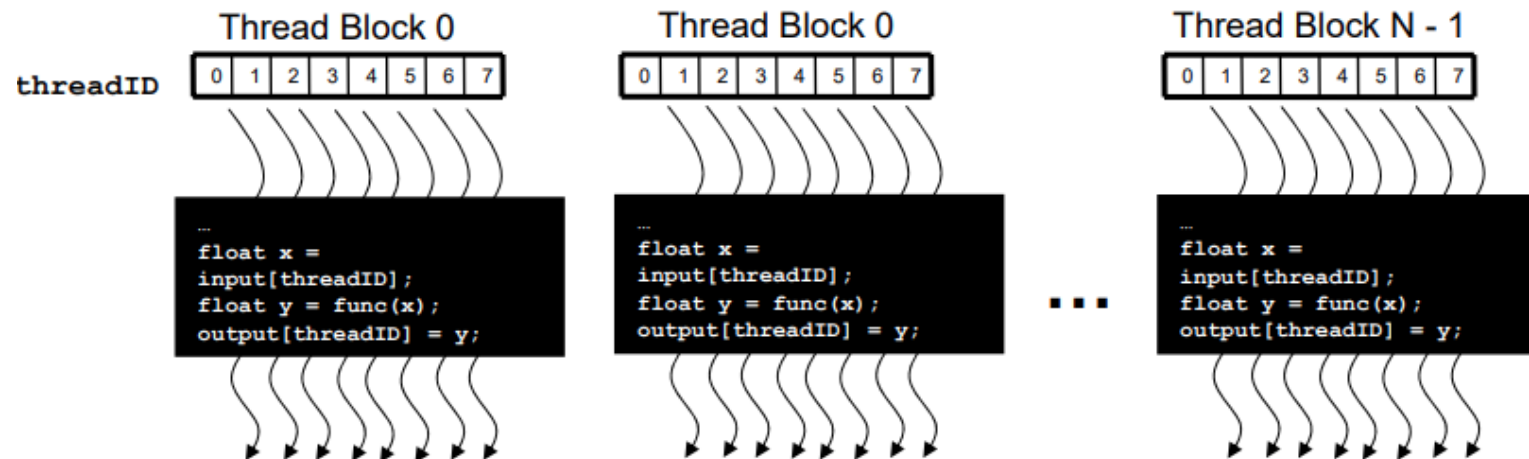 Thread Block 0
Thread Block 0
Thread Block N - 1
threadID
0 1 2 3 4 5 6 7
0 1 2 3 4 5 6 7
0 1 2 3 4 5 6 7
…
float x =
input[threadID];
float y = func(x);
output[threadID] = y;
…
float x =
input[threadID];
float y = func(x);
output[threadID] = y;
...
…
float x =
input[threadID];
float y = func(x);
output[threadID] = y;